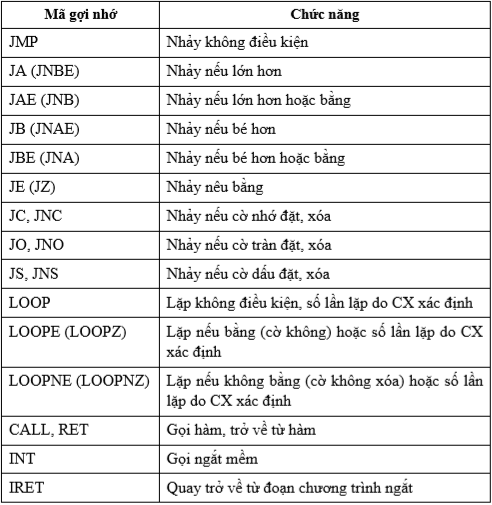 Mã gợi nhớ Chức năng
JMP Nhảy không điều kiện
JA (JNBE) Nhảy nếu lớn hơn
JAE (JNB) Nhảy nếu lớn hơn hoặc bằng
JB (JNAE) Nhảy nếu bé hơn
JBE (JNA) Nhảy nếu bé hơn hoặc bằng
JE (JZ) Nhảy nêu bằng
JC, JNC Nhảy nếu cờ nhớ đặt, xóa
JO, JNO Nhảy nếu cờ tràn đặt, xóa
JS, JNS Nhảy nếu cờ dấu đặt, xóa
LOOP Lặp không điều kiện, số lần lặp do CX xác định
LOOPE (LOOPZ) Lặp nếu bằng (cờ không) hoặc số lần lặp do CX
xác định
LOOPNE (LOOPNZ) Lặp nếu không bằng (cờ không xóa) hoặc số lần
lặp do CX xác định
CALL, RET Gọi hàm, trở về từ hàm
INT Gọi ngắt mềm
IRET Quay trở về từ đoạn chương trình ngắt